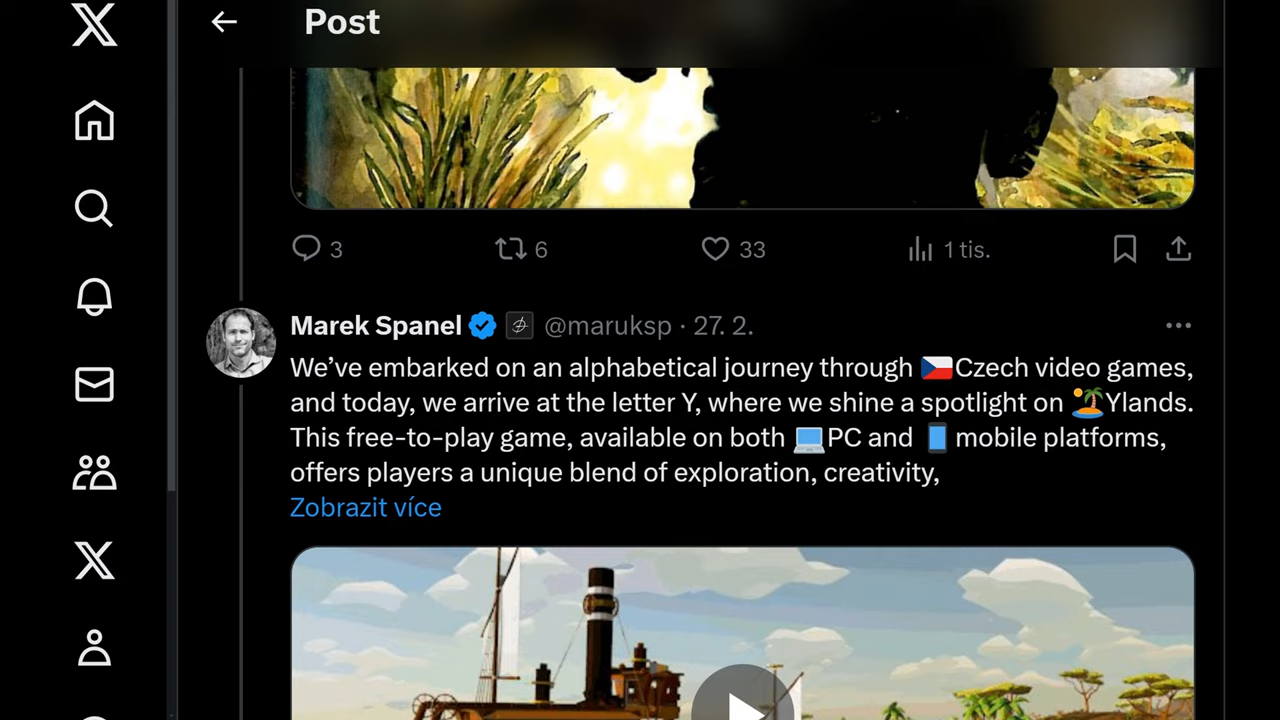 Post
3
6
33
1 tis.
Marek Spanel @maruksp · 27. 2.
We’ve embarked on an alphabetical journey through 🇨🇿Czech video games,
and today, we arrive at the letter Y, where we shine a spotlight on 🏝️Ylands.
This free-to-play game, available on both 💻PC and 📱mobile platforms,
offers players a unique blend of exploration, creativity,
Zobrazit více